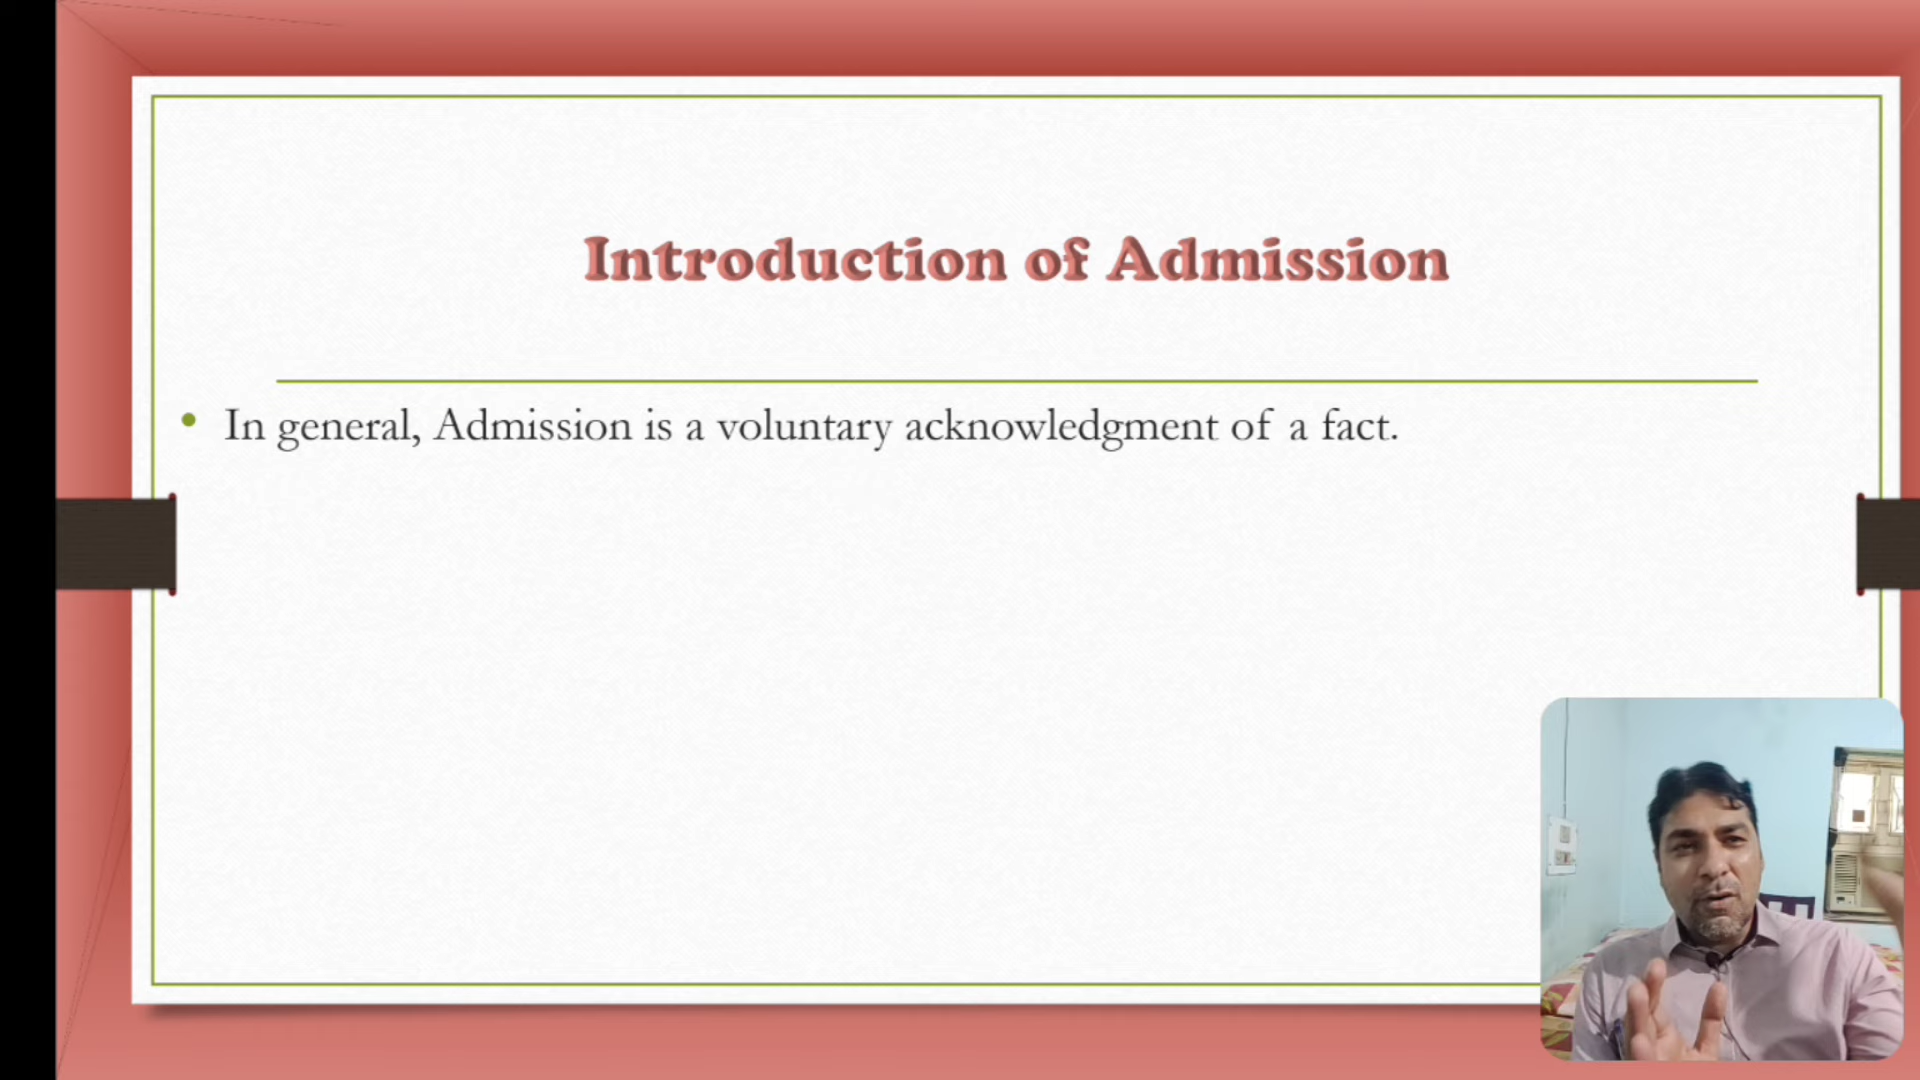 Introduction of Admission
• In general, Admission is a voluntary acknowledgment of a fact.